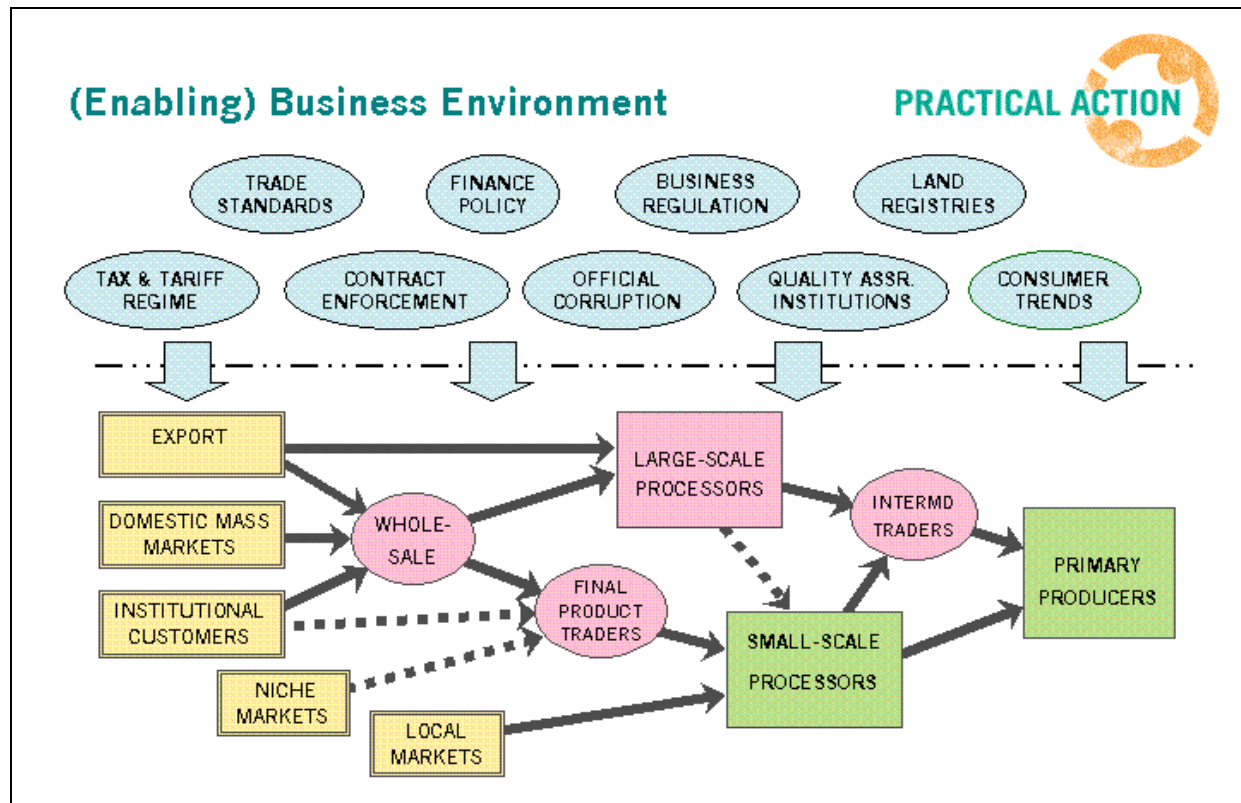 (Enabling) Business Environment
PRACTICAL ACTION
TRADE
STANDARDS
FINANCE
POLICY
BUSINESS
REGULATION
LAND
REGISTRIES
TAX & TARIFF
REGIME
CONTRACT
ENFORCEMENT
OFFICIAL
CORRUPTION
QUALITY ASSR.
INSTITUTIONS
CONSUMER
TRENDS
EXPORT
DOMESTIC MASS
MARKETS
INSTITUTIONAL
CUSTOMERS
NICHE
MARKETS
LOCAL
MARKETS
WHOLE-
SALE
FINAL
PRODUCT
TRADERS
LARGE-SCALE
PROCESSORS
SMALL-SCALE
PROCESSORS
INTERMD
TRADERS
PRIMARY
PRODUCERS